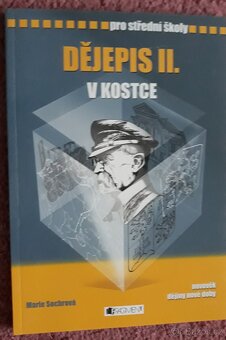 pro střední školy
DĚJEPIS II.
V KOSTCE
novověk
dějiny nové doby
Marie Sochrová
FRAGMENT